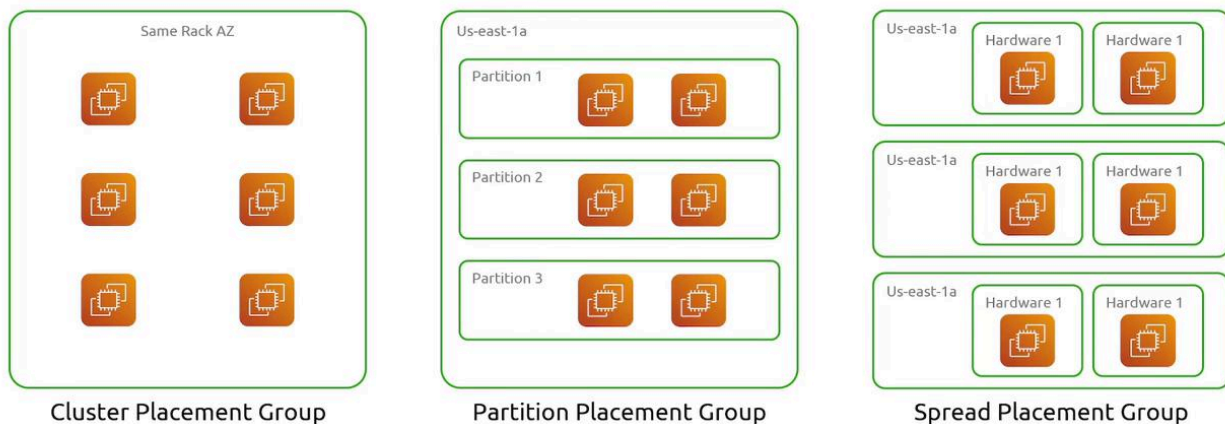 Same Rack AZ
Cluster Placement Group
Us-east-1a
Partition 1
Partition 2
Partition 3
Partition Placement Group
Us-east-1a
Hardware 1
Hardware 1
Us-east-1a
Hardware 1
Hardware 1
Us-east-1a
Hardware 1
Hardware 1
Spread Placement Group